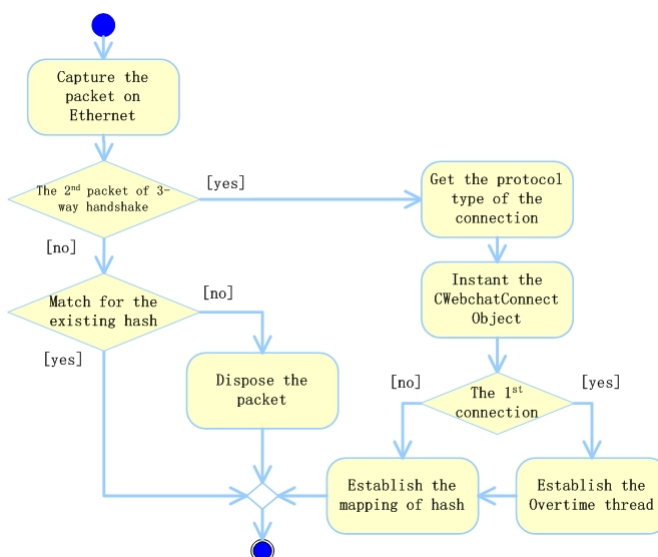 Capture the
packet on
Ethernet
The 2nd packet of 3-
way handshake
[yes]
Get the protocol
type of the
connection
[no]
Instant the
CWebchatConnect
Object
Match for the
existing hash
[no]
[yes]
Dispose the
packet
[no]
The 1st
connection
[yes]
Establish the
mapping of hash
Establish the
Overtime thread